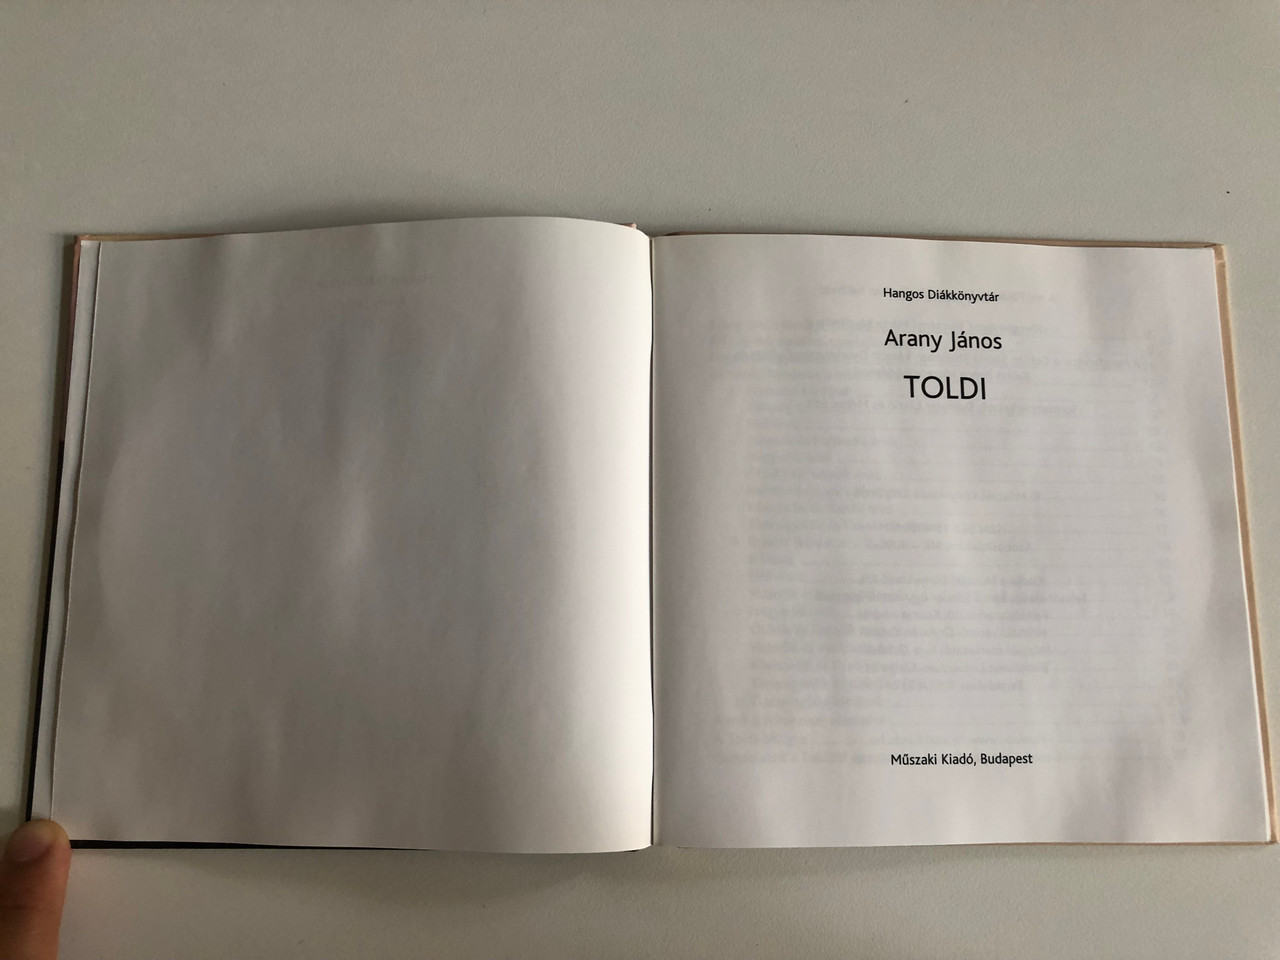 Hangos Diákkönyvtár
Arany János
TOLDI
Műszaki Kiadó, Budapest